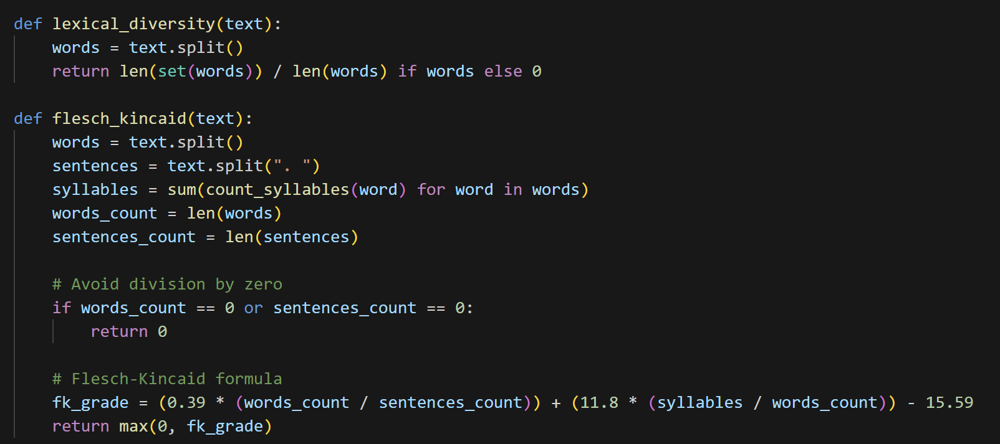 def lexical_diversity(text):
    words = text.split()
    return len(set(words)) / len(words) if words else 0

def flesch_kincaid(text):
    words = text.split()
    sentences = text.split(". ")
    syllables = sum(count_syllables(word) for word in words)
    words_count = len(words)
    sentences_count = len(sentences)

    # Avoid division by zero
    if words_count == 0 or sentences_count == 0:
        return 0

    # Flesch-Kincaid formula
    fk_grade = (0.39 * (words_count / sentences_count)) + (11.8 * (syllables / words_count)) - 15.59
    return max(0, fk_grade)